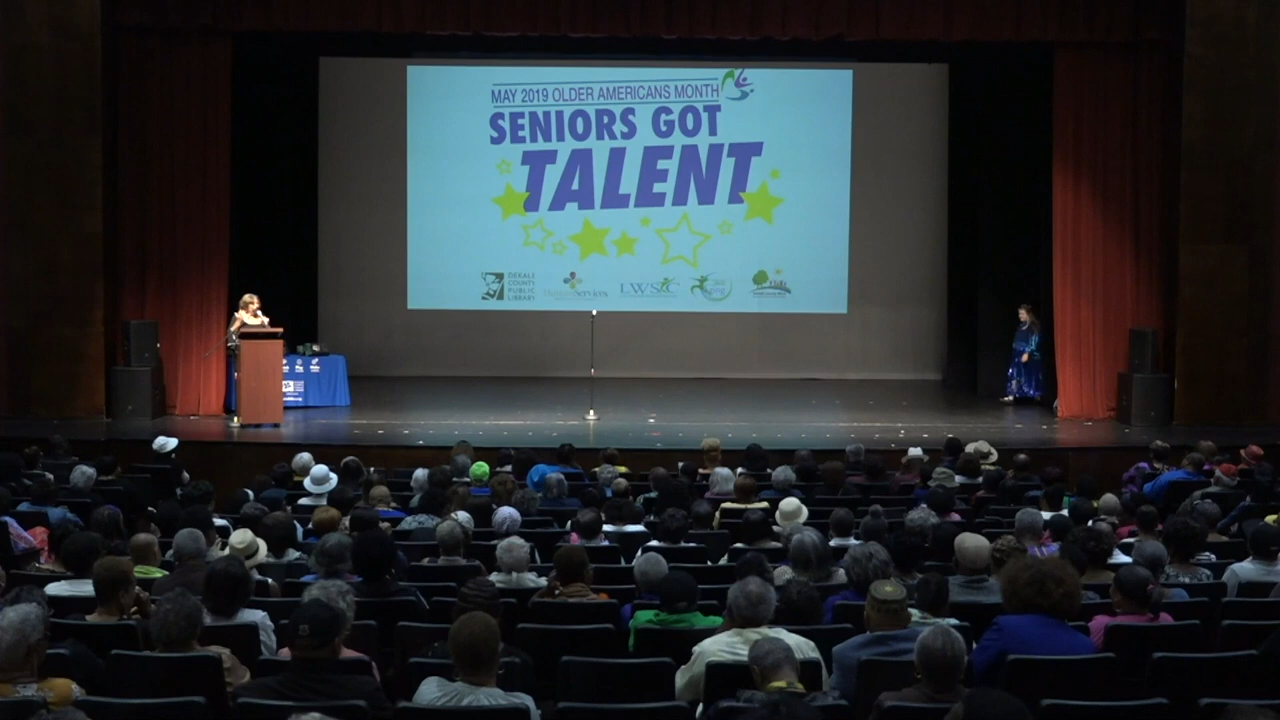 MAY 2019 OLDER AMERICANS MONTH
SENIORS GOT
TALENT
DEKALB
COUNTY
PUBLIC
LIBRARY
LWSC